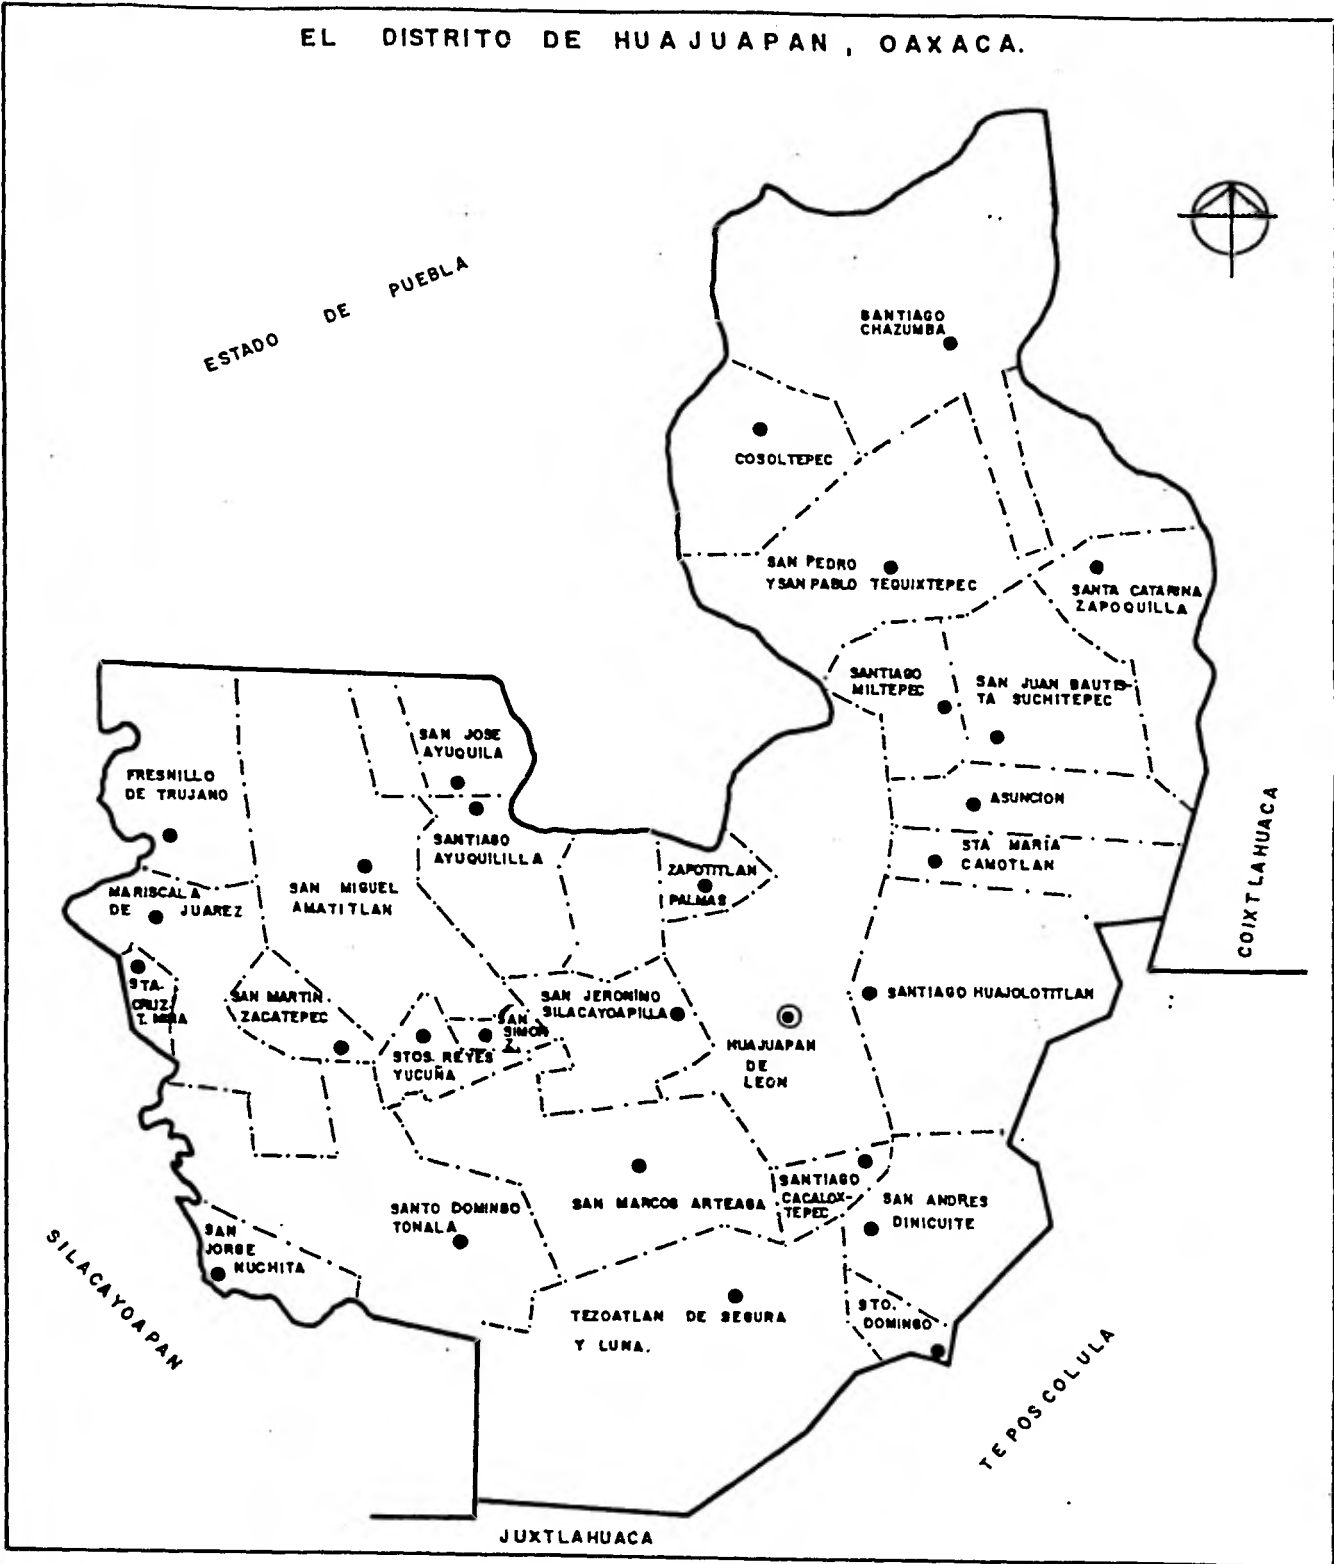 EL DISTRITO DE HUAJUAPAN, OAXACA.
ESTADO DE PUEBLA
SANTIAGO
CHAZUMBA
COSOLTEPEC
SAN PEDRO
Y SAN PABLO TEQUIXTEPEC
SANTA CATARINA
ZAPOQUILLA
SANTIAGO
MILTEPEC
SAN JUAN BAUTIS-
TA SUCHITEPEC
SAN JOSE
AYUQUILA
FRESNILLO
DE TRUJANO
ASUNCION
SANTIAGO
AYUQUILILLA
STA MARÍA
CAMOTLAN
COIXTLAHUACA
ZAPOTITLAN
PALMAS
MARISCALA
DE JUAREZ
SAN MIGUEL
AMATITLAN
STA-
CRUZ
T. MINA
SAN MARTIN
ZACATEPEC
STOS. REYES
YUCUÑA
SAN
SIMON
Z.
SAN JERONIMO
SILACAYOAPILLA
SANTIAGO HUAJOLOTITLAN
HUAJUAPAN
DE
LEON
SANTIAGO
CACALOX-
TEPEC
SAN ANDRES
DINICUITE
SAN MARCOS ARTEAGA
SANTO DOMINGO
TONALA
SAN
JORGE
NUCHITA
SILACAYOAPAN
STO.
DOMINGO
TEZOATLAN DE SEGURA
Y LUNA.
TEPOSCOLULA
JUXTLAHUACA